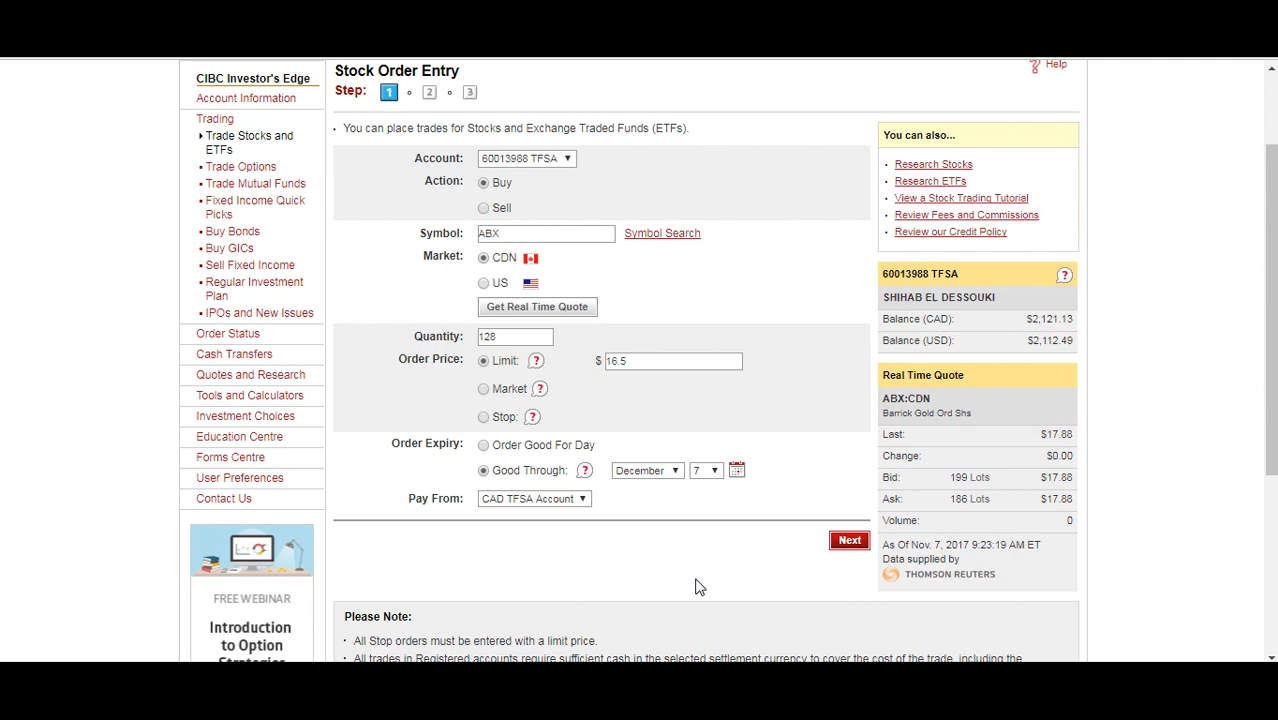 CIBC Investor's Edge
Account Information
Trading
Trade Stocks and
ETFs
Trade Options
Trade Mutual Funds
Fixed Income Quick
Picks
Buy Bonds
Buy GICs
Sell Fixed Income
Regular Investment
Plan
IPOs and New Issues
Order Status
Cash Transfers
Quotes and Research
Tools and Calculators
Investment Choices
Education Centre
Forms Centre
User Preferences
Contact Us
FREE WEBINAR
Introduction
to Option
Strategies
Stock Order Entry
? Help
Step: 1 2 3
• You can place trades for Stocks and Exchange Traded Funds (ETFs).
Account: 60013988 TFSA
Action: Buy
Sell
Symbol: ABX Symbol Search
Market: CDN
US
Get Real Time Quote
Quantity: 128
Order Price: Limit: ? $ 16.5
Market ?
Stop: ?
Order Expiry: Order Good For Day
Good Through: ? December 7
Pay From: CAD TFSA Account
Next
Please Note:
• All Stop orders must be entered with a limit price.
• All trades in Registered accounts require sufficient cash in the selected settlement currency to cover the cost of the trade, including the
You can also...
• Research Stocks
• Research ETFs
• View a Stock Trading Tutorial
• Review Fees and Commissions
• Review our Credit Policy
60013988 TFSA ?
SHIHAB EL DESSOUKI
Balance (CAD): $2,121.13
Balance (USD): $2,112.49
Real Time Quote
ABX:CDN
Barrick Gold Ord Shs
Last: $17.88
Change: $0.00
Bid: 199 Lots $17.88
Ask: 186 Lots $17.88
Volume: 0
As Of Nov. 7, 2017 9:23:19 AM ET
Data supplied by
THOMSON REUTERS